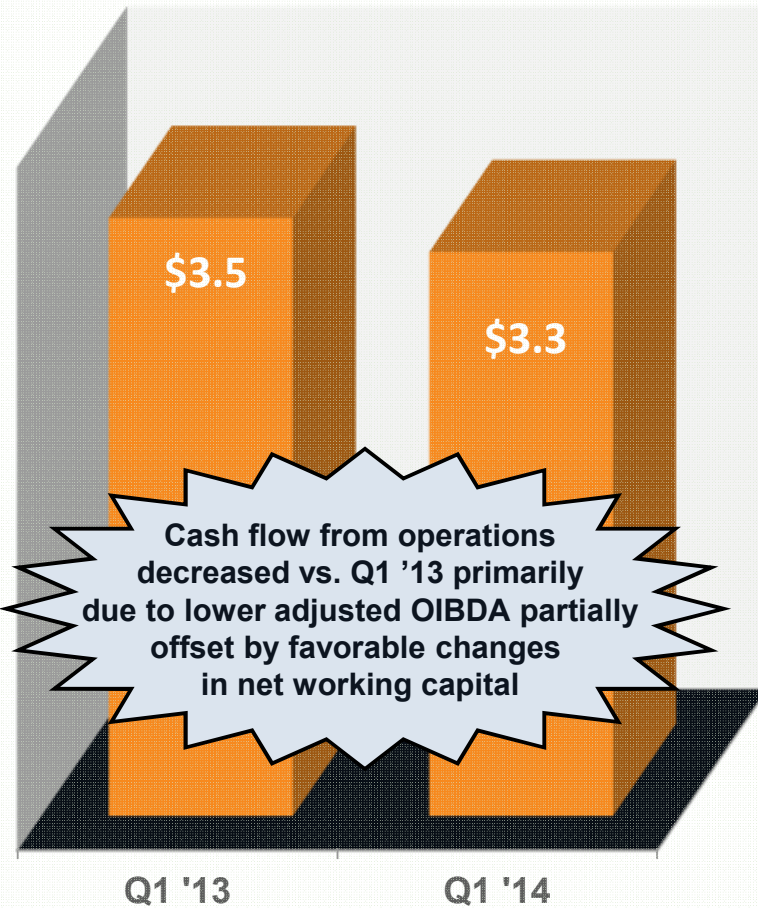 $3.5
$3.3
Cash flow from operations
decreased vs. Q1 ’13 primarily
due to lower adjusted OIBDA partially
offset by favorable changes
in net working capital
Q1 '13
Q1 '14